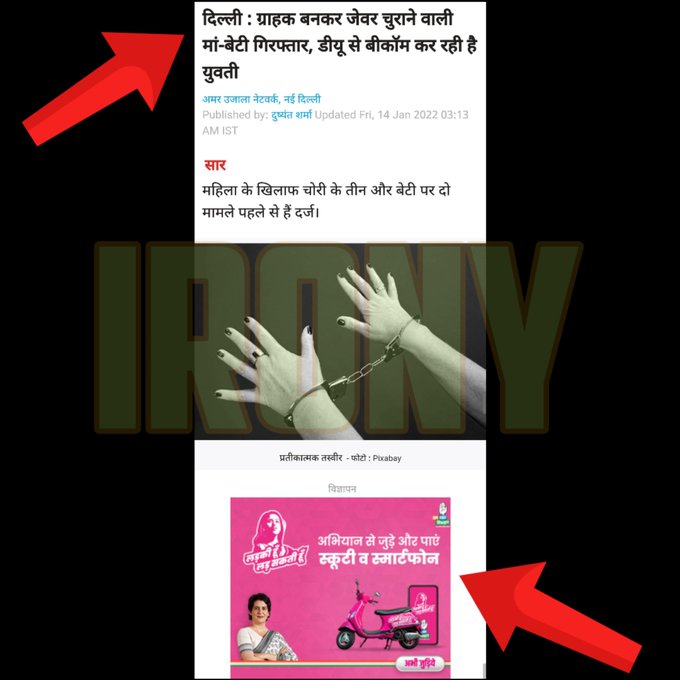 दिल्ली : ग्राहक बनकर जेवर चुराने वाली
मां-बेटी गिरफ्तार, डीयू से बीकॉम कर रही है
युवती
अमर उजाला नेटवर्क, नई दिल्ली
Published by: दुष्यंत शर्मा Updated Fri, 14 Jan 2022 03:13
AM IST
सार
महिला के खिलाफ चोरी के तीन और बेटी पर दो
मामले पहले से हैं दर्ज।
IRONY
प्रतीकात्मक तस्वीर - फोटो : Pixabay
विज्ञापन
लड़की हूँ
लड़ सकती हूँ
अभियान से जुड़े और पाएं
स्कूटी व स्मार्टफोन
अभी जुड़िये